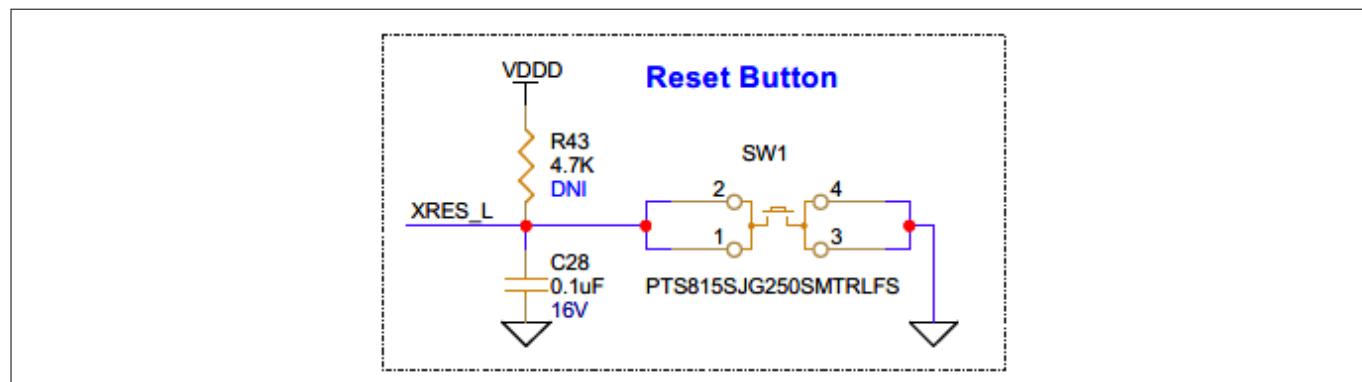 VDDD
Reset Button
R43
4.7K
DNI
SW1
2
4
XRES_L
1
3
C28
0.1uF
16V
PTS815SJG250SMTRLFS